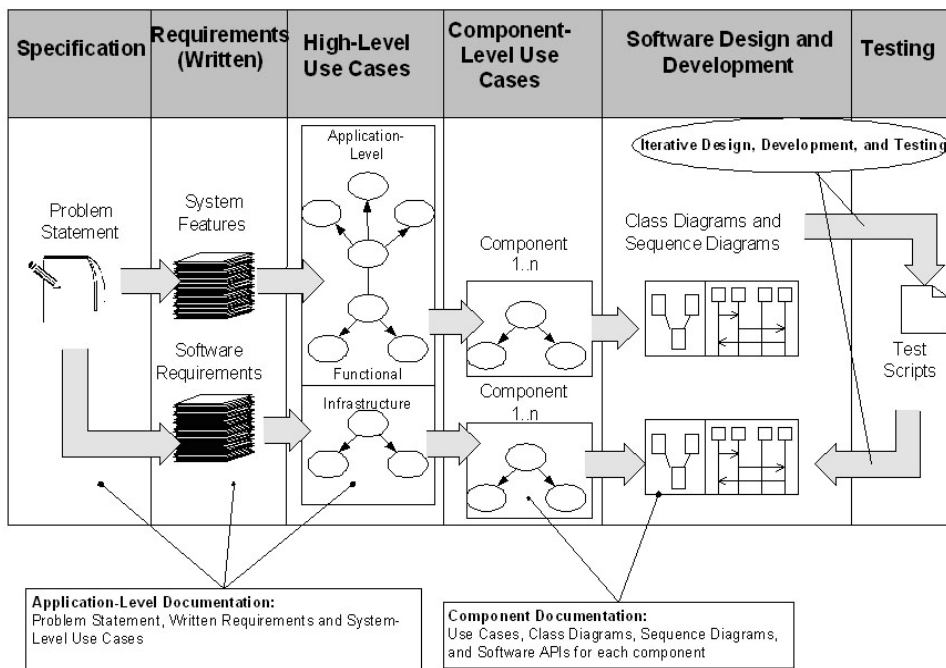 Specification
Requirements
(Written)
High-Level
Use Cases
Component-
Level Use
Cases
Software Design and
Development
Testing
Application-
Level
Iterative Design, Development, and Testing
Problem
Statement
System
Features
Class Diagrams and
Sequence Diagrams
Component
1..n
Software
Requirements
Functional
Infrastructure
Component
1..n
Test
Scripts
Application-Level Documentation:
Problem Statement, Written Requirements and System-
Level Use Cases
Component Documentation:
Use Cases, Class Diagrams, Sequence Diagrams,
and Software APIs for each component